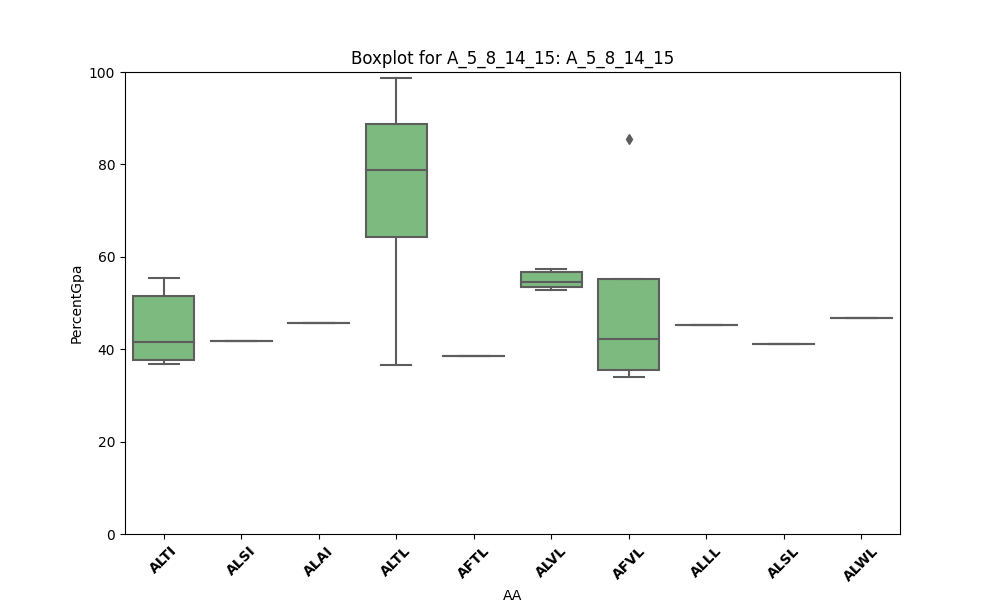 Boxplot for A_5_8_14_15: A_5_8_14_15
100
80
60
40
20
0
PercentGpa
ALTI ALSI ALAI ALTL AFTL ALVL AFVL ALLL ALSL ALWL
AA